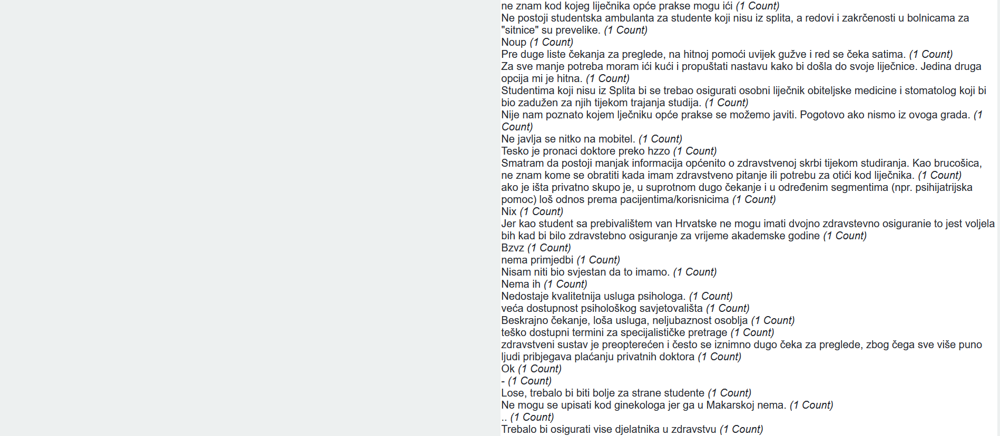 ne znam kod kojeg liječnika opće prakse mogu ići (1 Count)
Ne postoji studentska ambulanta za studente koji nisu iz splita, a redovi i zakrčenosti u bolnicama za
"sitnice" su prevelike. (1 Count)
Noup (1 Count)
Pre duge liste čekanja za preglede, na hitnoj pomoći uvijek gužve i red se čeka satima. (1 Count)
Za sve manje potreba moram ići kući i propuštati nastavu kako bi došla do svoje liječnice. Jedina druga
opcija mi je hitna. (1 Count)
Studentima koji nisu iz Splita bi se trebao osigurati osobni liječnik obiteljske medicine i stomatolog koji bi
bio zadužen za njih tijekom trajanja studija. (1 Count)
Nije nam poznato kojem lječniku opće prakse se možemo javiti. Pogotovo ako nismo iz ovoga grada. (1
Count)
Ne javlja se nitko na mobitel. (1 Count)
Tesko je pronaci doktore preko hzzo (1 Count)
Smatram da postoji manjak informacija općenito o zdravstvenoj skrbi tijekom studiranja. Kao brucošica,
ne znam kome se obratiti kada imam zdravstveno pitanje ili potrebu za otići kod liječnika. (1 Count)
ako je išta privatno skupo je, u suprotnom dugo čekanje i u određenim segmentima (npr. psihijatrijska
pomoc) loš odnos prema pacijentima/korisnicima (1 Count)
Nix (1 Count)
Jer kao student sa prebivalištem van Hrvatske ne mogu imati dvojno zdravstevno osiguranie to jest voljela
bih kad bi bilo zdravstebno osiguranje za vrijeme akademske godine (1 Count)
Bzvz (1 Count)
nema primjedbi (1 Count)
Nisam niti bio svjestan da to imamo. (1 Count)
Nema ih (1 Count)
Nedostaje kvalitetnija usluga psihologa. (1 Count)
veća dostupnost psihološkog savjetovališta (1 Count)
Beskrajno čekanje, loša usluga, neljubaznost osoblja (1 Count)
teško dostupni termini za specijalističke pretrage (1 Count)
zdravstveni sustav je preopterećen i često se iznimno dugo čeka za preglede, zbog čega sve više puno
ljudi pribjegava plaćanju privatnih doktora (1 Count)
Ok (1 Count)
- (1 Count)
Lose, trebalo bi biti bolje za strane studente (1 Count)
Ne mogu se upisati kod ginekologa jer ga u Makarskoj nema. (1 Count)
.. (1 Count)
Trebalo bi osigurati vise djelatnika u zdravstvu (1 Count)